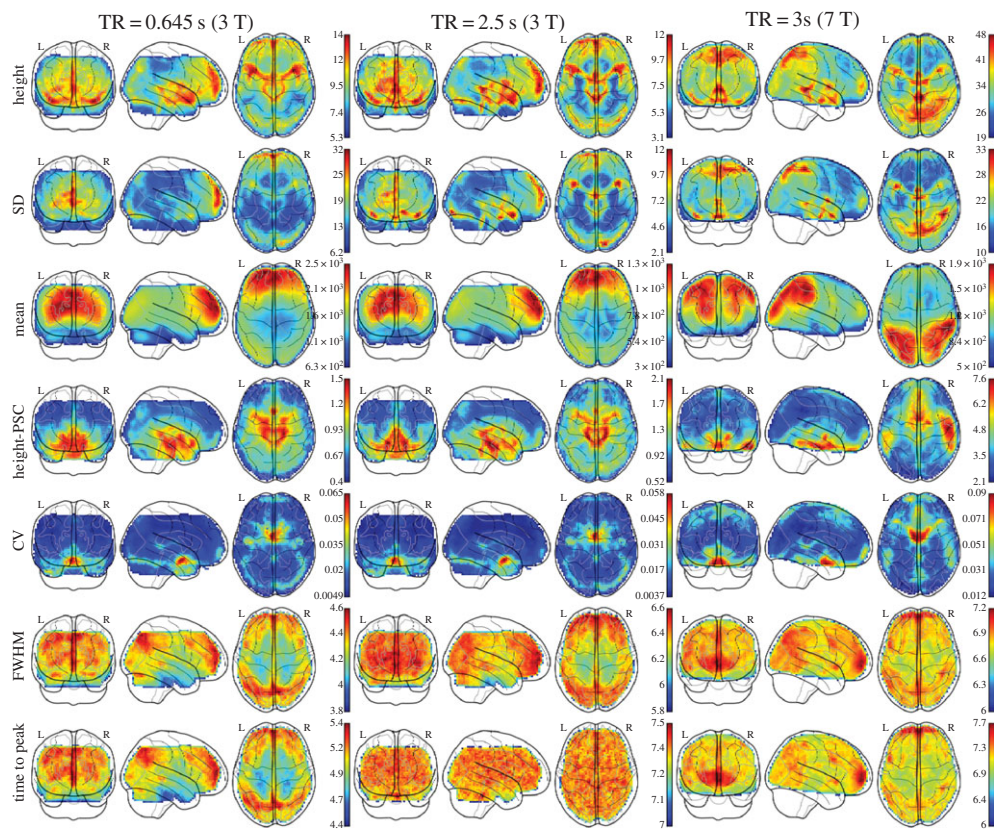 TR = 0.645 s (3 T) TR = 2.5 s (3 T) TR = 3s (7 T)
height
L R L R L R L R L R L R
14 12 48
12 9.7 41
9.5 7.5 34
7.4 5.3 26
5.3 3.1 19
SD
L R L R L R L R L R L R
32 12 33
25 9.7 28
19 7.2 22
13 4.6 16
6.2 2.1 10
mean
L R L R L R L R L R L R
2.5 × 10³ 1.3 × 10³ 1.9 × 10³
2.1 × 10³ 1 × 10³ .5 × 10³
.6 × 10³ 7.8 × 10²
.1 × 10³ 5.4 × 10² 8.4 × 10²
6.3 × 10² 3 × 10² 5 × 10²
height-PSC
L R L R L R L R L R L R
1.5 2.1 7.6
1.2 1.7 6.2
0.93 1.3 4.8
0.67 0.92 3.5
0.4 0.52 2.1
CV
L R L R L R L R L R L R
0.065 0.058 0.09
0.05 0.045 0.071
0.035 0.031 0.051
0.02 0.017 0.031
0.0049 0.0037 0.012
FWHM
L R L R L R L R L R L R
4.6 6.6 7.2
4.4 6.4 6.9
4.2 6.2 6.6
4 6 6.3
3.8 5.8 6
time to peak
L R L R L R L R L R L R
5.4 7.5 7.7
5.2 7.4 7.3
4.9 7.2 6.9
4.7 7.1 6.4
4.4 7 6